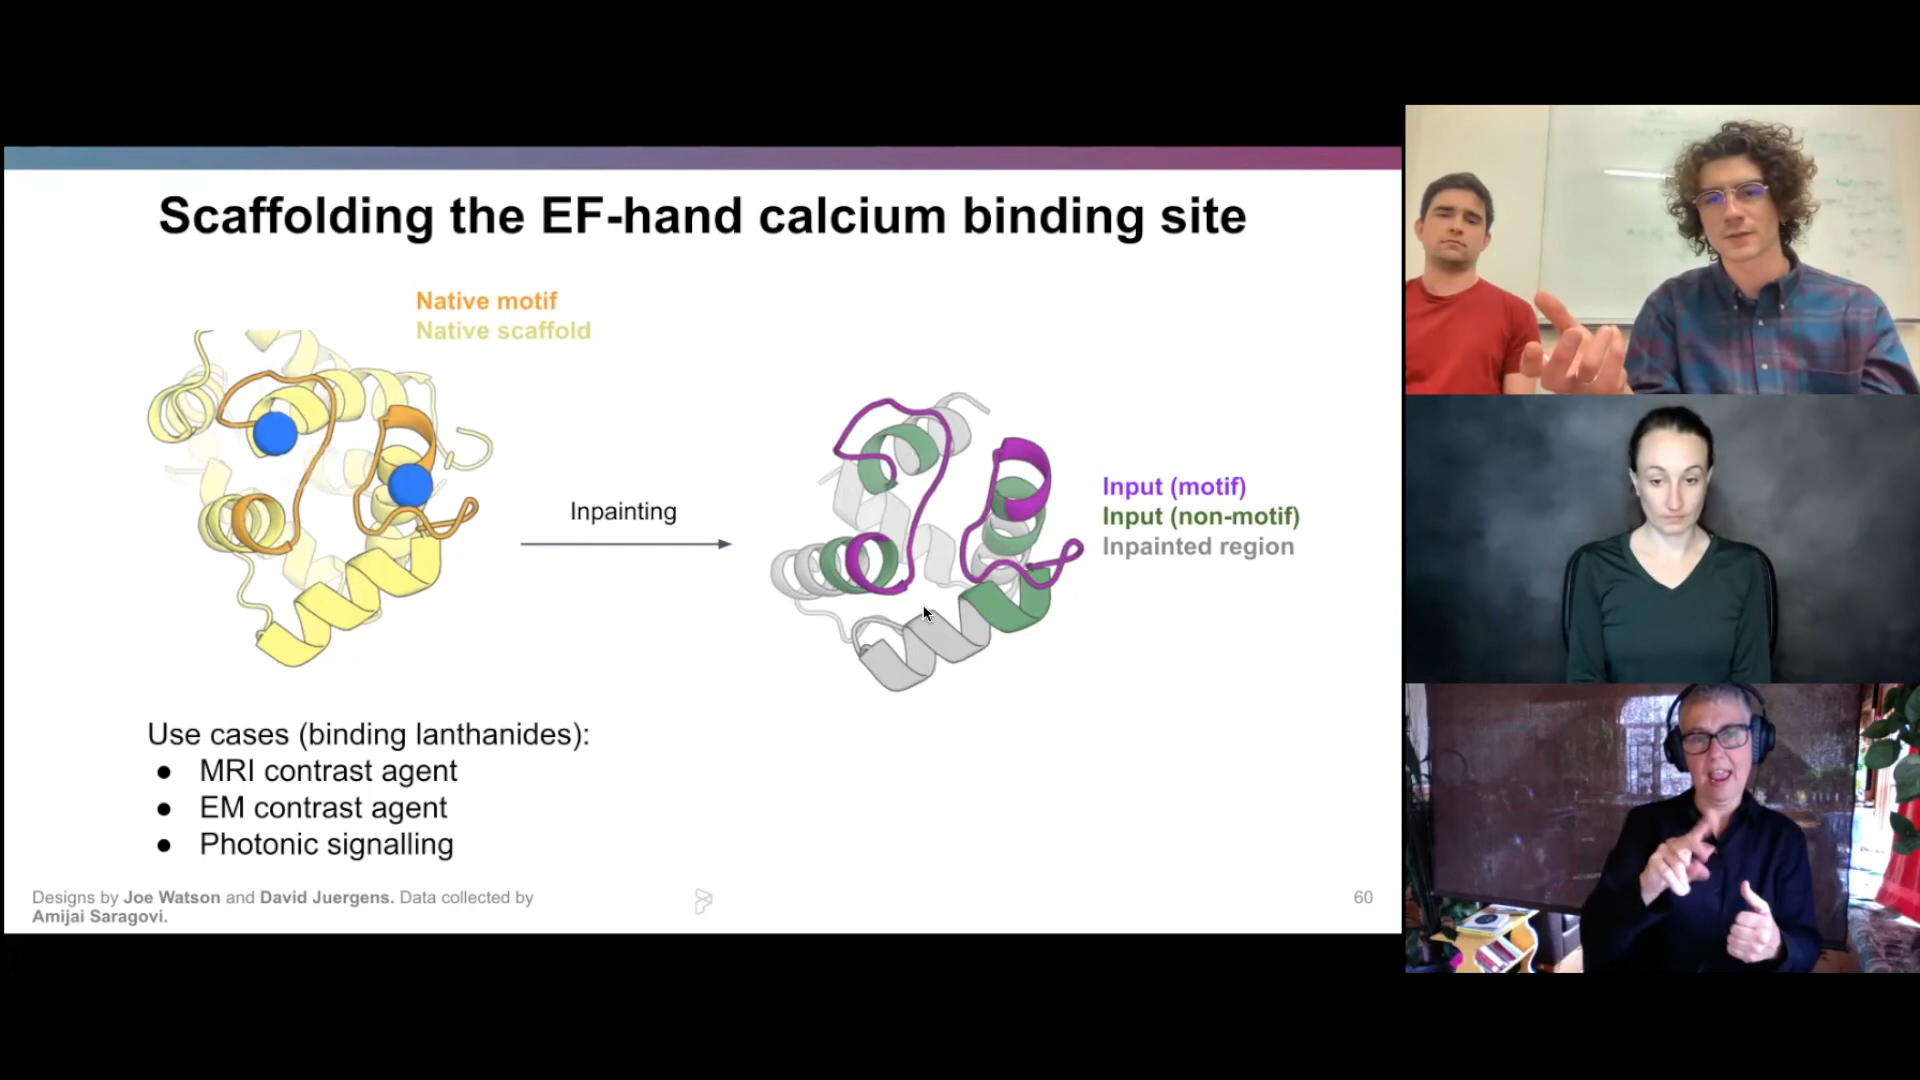 Scaffolding the EF-hand calcium binding site
Native motif
Native scaffold
Inpainting
Input (motif)
Input (non-motif)
Inpainted region
Use cases (binding lanthanides):
● MRI contrast agent
● EM contrast agent
● Photonic signalling
Designs by Joe Watson and David Juergens. Data collected by
Amijai Saragovi.
60